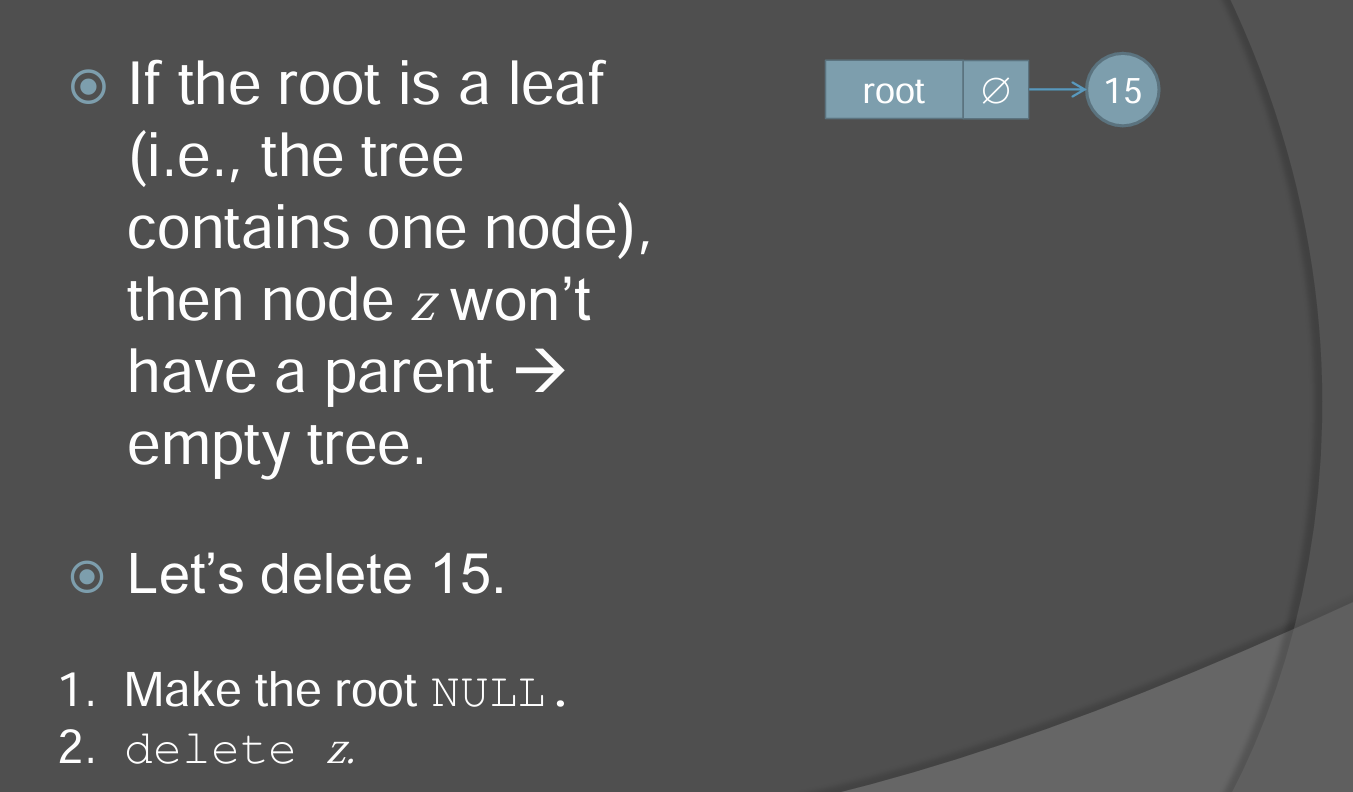 If the root is a leaf
(i.e., the tree
contains one node),
then node z won’t
have a parent →
empty tree.
Let’s delete 15.
1. Make the root NULL.
2. delete z.
root ∅ 15